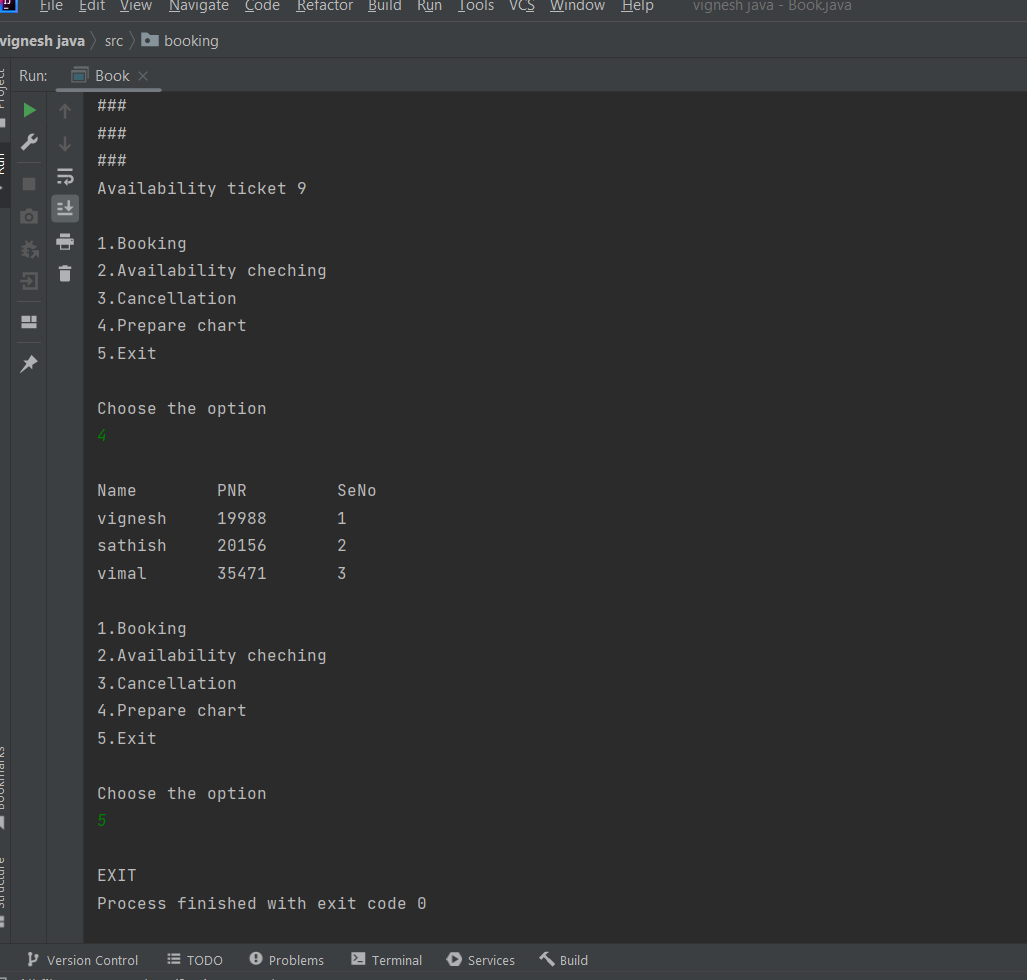 File Edit View Navigate Code Refactor Build Run Tools VCS Window Help vignesh java - Book.java
vignesh java src booking
Project
Run: Book
Run
###
###
###
Availability ticket 9
1.Booking
2.Availability cheching
3.Cancellation
4.Prepare chart
5.Exit
Choose the option
4
Name PNR SeNo
vignesh 19988 1
sathish 20156 2
vimal 35471 3
1.Booking
2.Availability cheching
3.Cancellation
4.Prepare chart
5.Exit
Choose the option
5
EXIT
Process finished with exit code 0
Bookmarks
Structure
Version Control TODO Problems Terminal Services Build